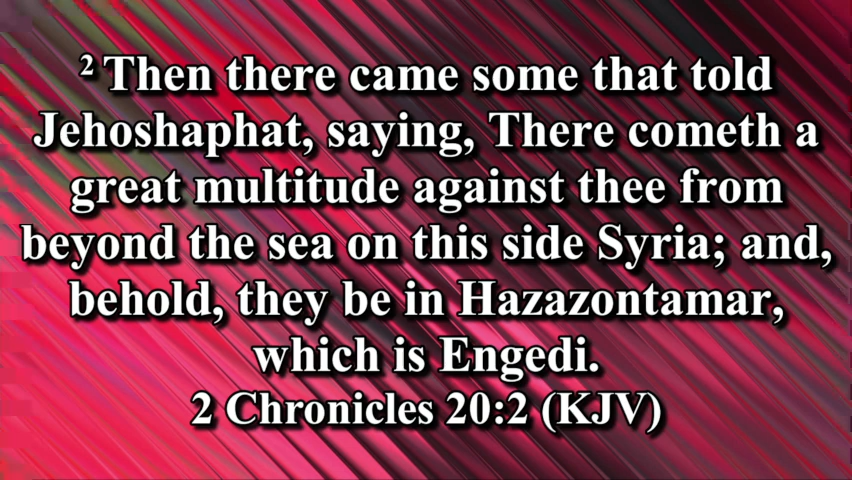 ² Then there came some that told
Jehoshaphat, saying, There cometh a
great multitude against thee from
beyond the sea on this side Syria; and,
behold, they be in Hazazontamar,
which is Engedi.
2 Chronicles 20:2 (KJV)